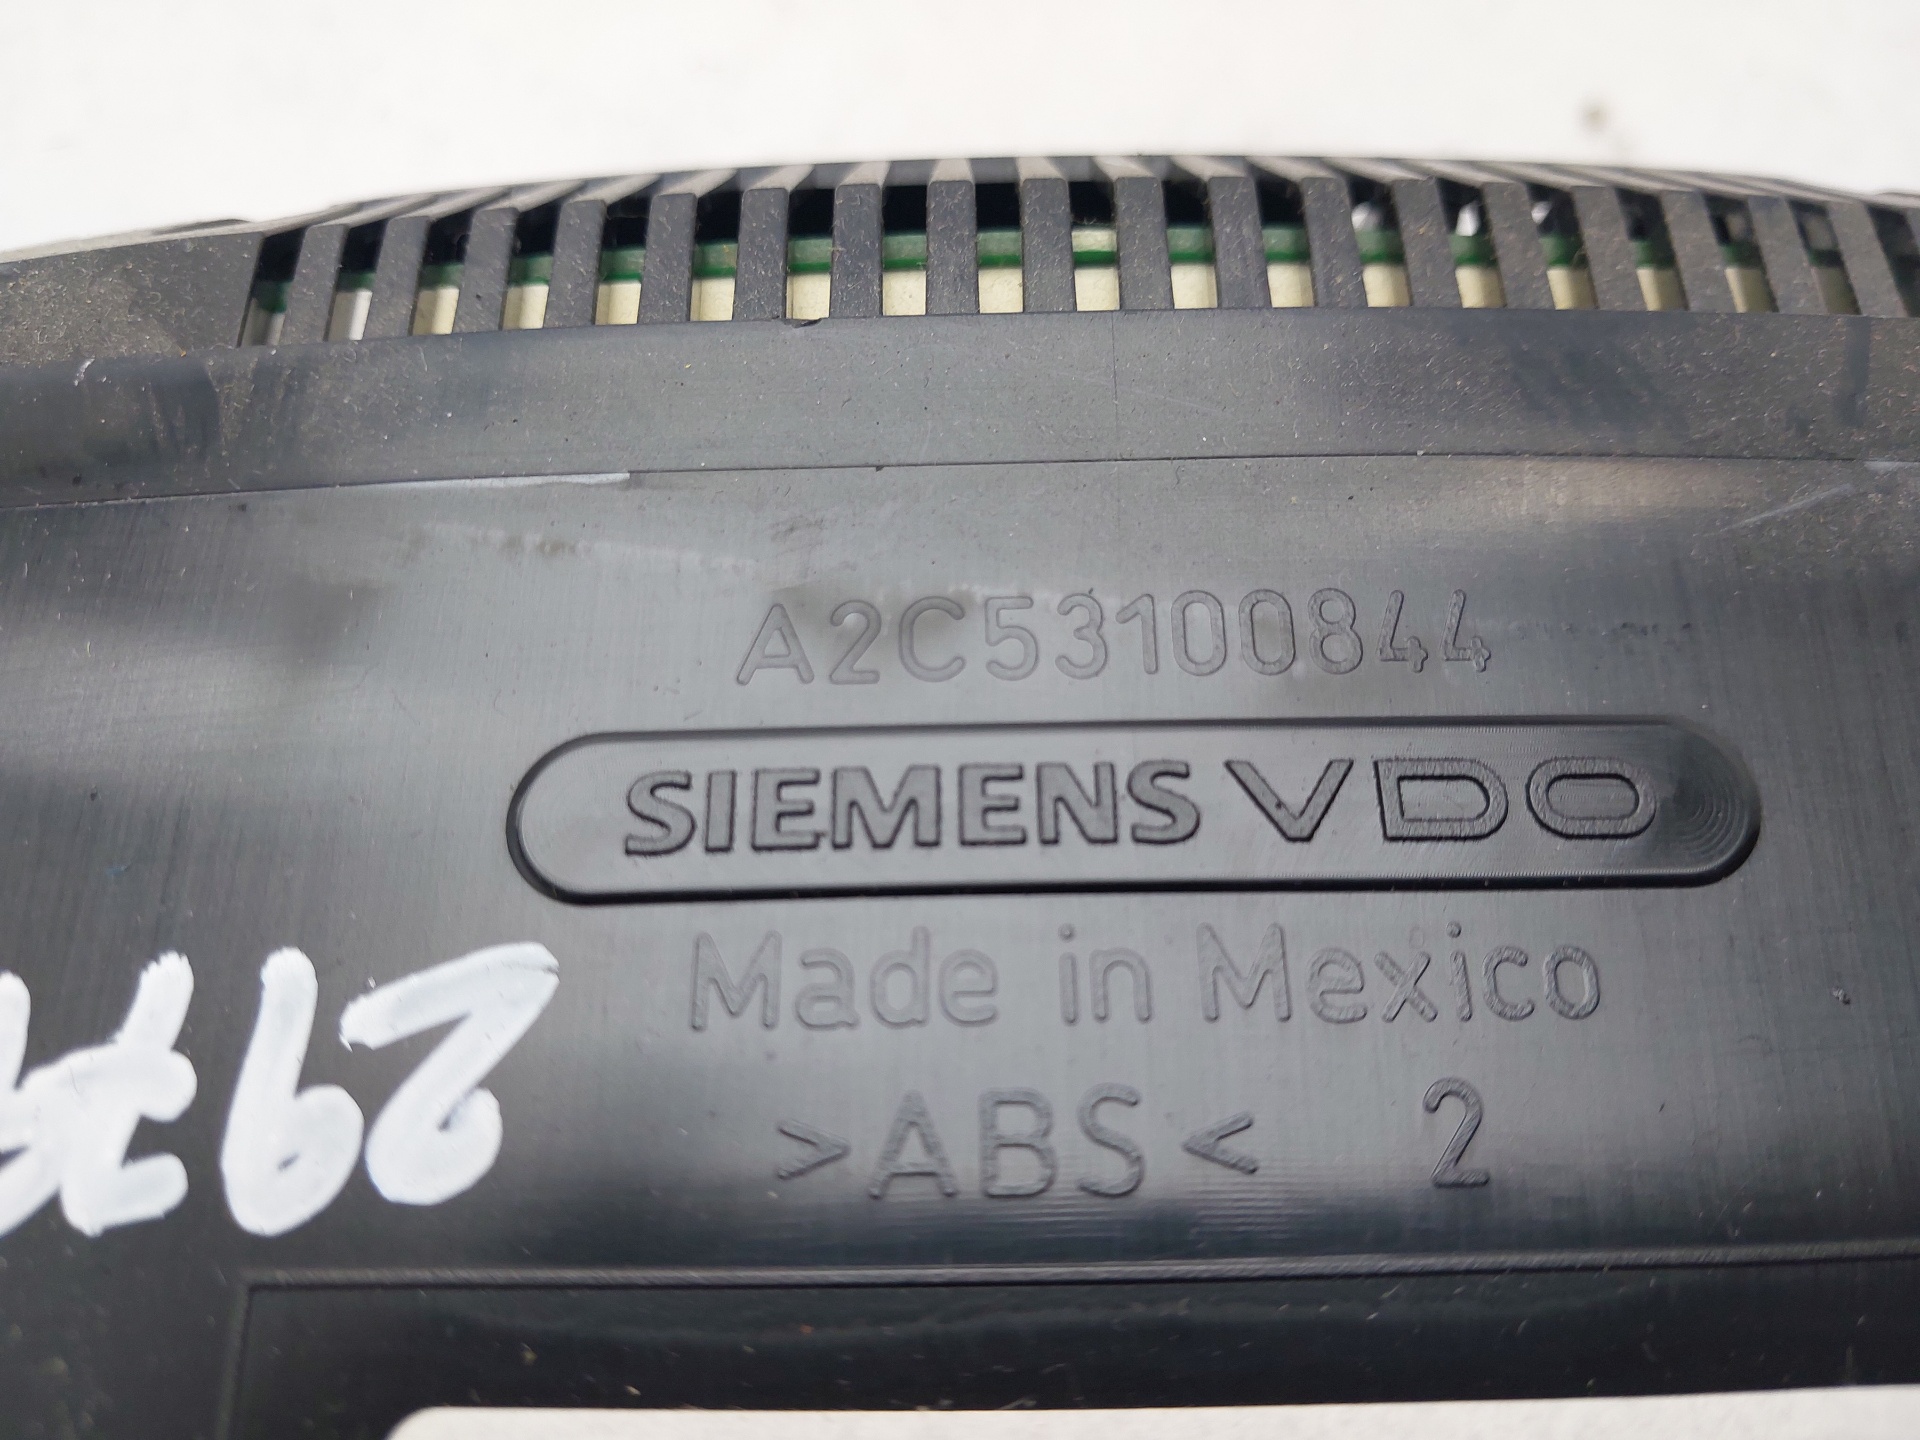 A2C53100844
SIEMENS VDO
Made in Mexico
>ABS< 2